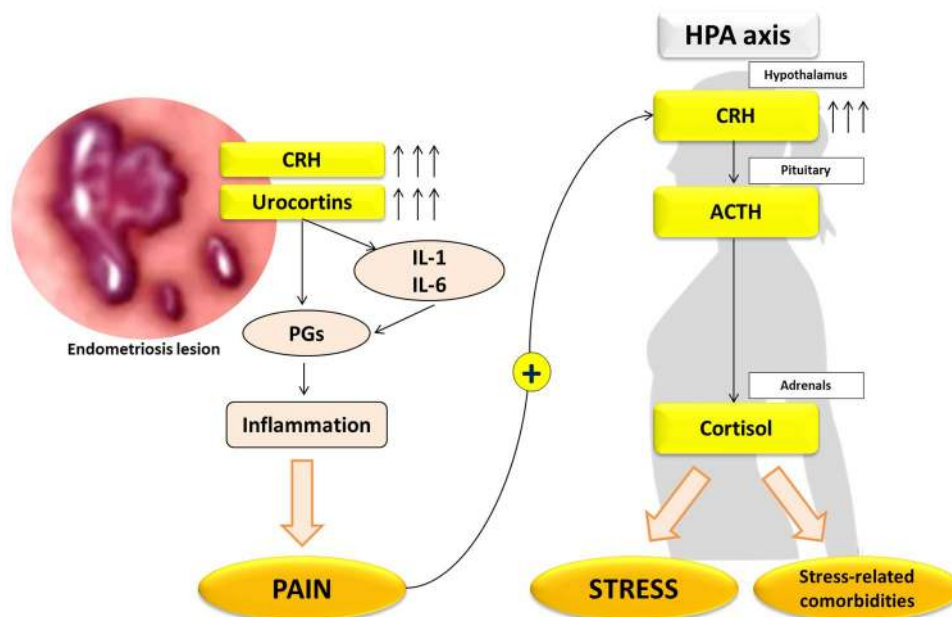 HPA axis
Hypothalamus
CRH ↑↑↑
Pituitary
ACTH
Adrenals
Cortisol
STRESS
Stress-related
comorbidities
CRH ↑↑↑
Urocortins ↑↑↑
IL-1
IL-6
PGs
Endometriosis lesion
Inflammation
PAIN
+